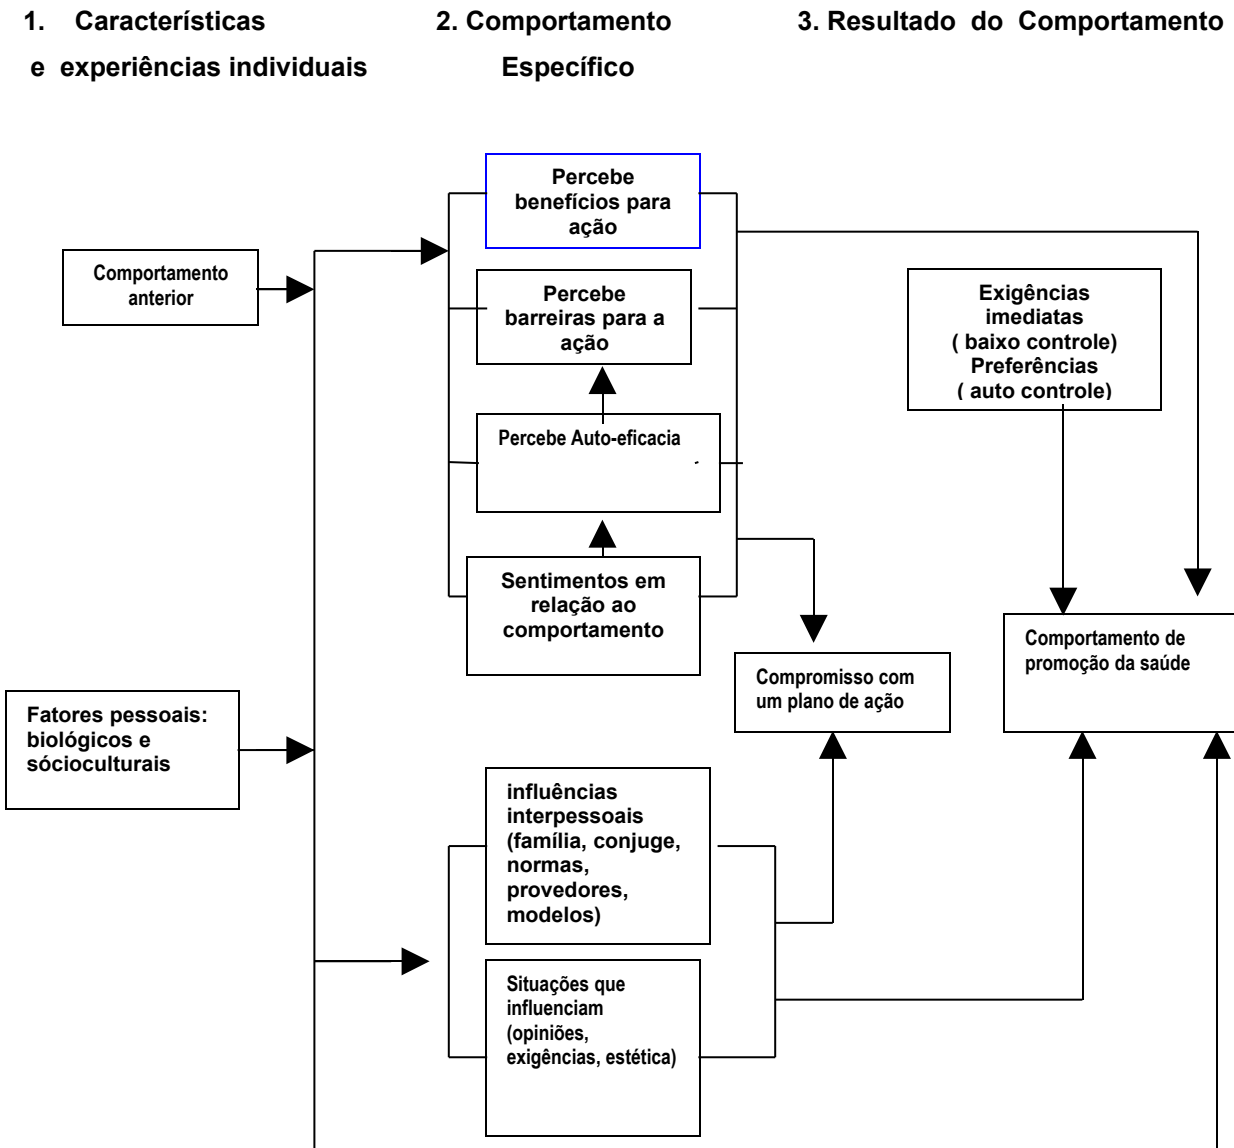 1. Características
e experiências individuais
2. Comportamento
Específico
3. Resultado do Comportamento
Percebe
benefícios para
ação
Comportamento
anterior
Percebe
barreiras para a
ação
Exigências
imediatas
( baixo controle)
Preferências
( auto controle)
Percebe Auto-eficacia
Sentimentos em
relação ao
comportamento
Comportamento de
promoção da saúde
Compromisso com
um plano de ação
Fatores pessoais:
biológicos e
sócioculturais
influências
interpessoais
(família, conjuge,
normas,
provedores,
modelos)
Situações que
influenciam
(opiniões,
exigências, estética)